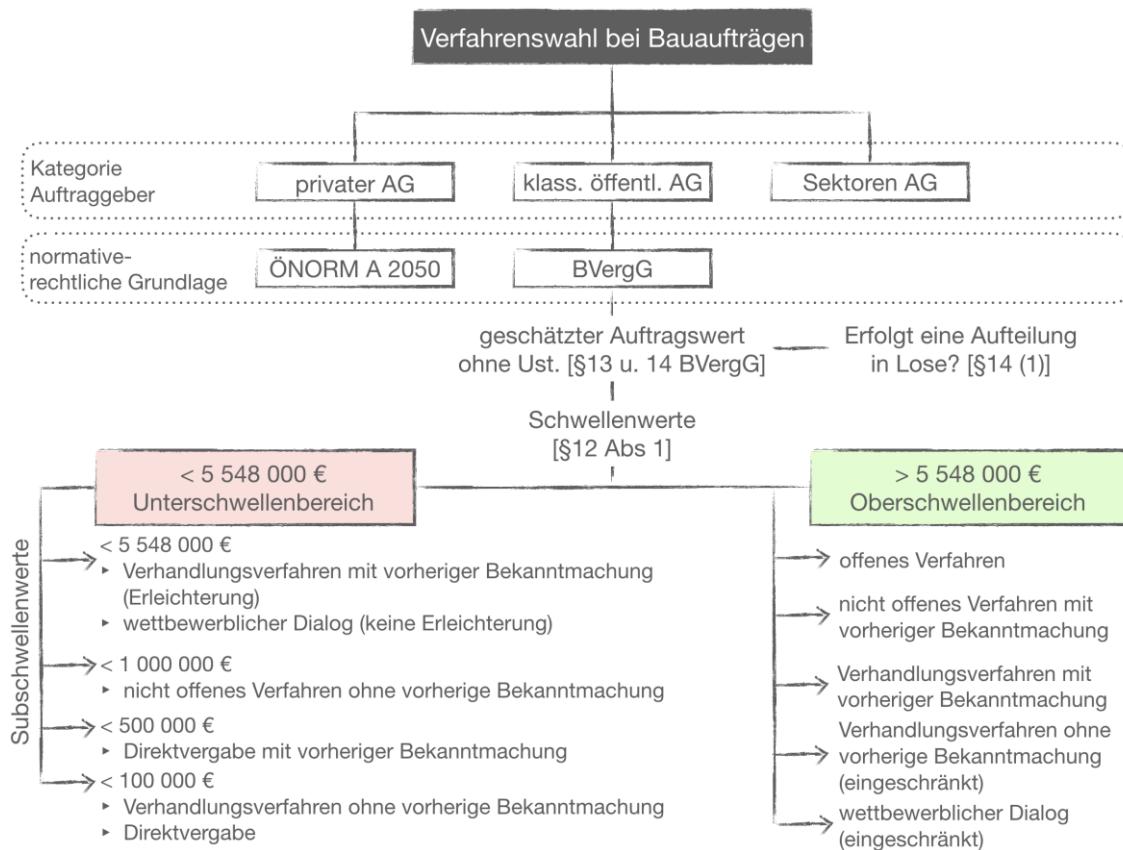 Verfahrenswahl bei Bauaufträgen
Kategorie
Auftraggeber
privater AG
klass. öffentl. AG
Sektoren AG
normative-
rechtliche Grundlage
ÖNORM A 2050
BVergG
geschätzter Auftragswert
ohne Ust. [§13 u. 14 BVergG]
Erfolgt eine Aufteilung
in Lose? [§14 (1)]
Schwellenwerte
[§12 Abs 1]
< 5 548 000 €
Unterschwellenbereich
> 5 548 000 €
Oberschwellenbereich
Subschwellenwerte
< 5 548 000 €
‣ Verhandlungsverfahren mit vorheriger Bekanntmachung
(Erleichterung)
‣ wettbewerblicher Dialog (keine Erleichterung)
< 1 000 000 €
‣ nicht offenes Verfahren ohne vorherige Bekanntmachung
< 500 000 €
‣ Direktvergabe mit vorheriger Bekanntmachung
< 100 000 €
‣ Verhandlungsverfahren ohne vorherige Bekanntmachung
‣ Direktvergabe
offenes Verfahren
nicht offenes Verfahren mit
vorheriger Bekanntmachung
Verhandlungsverfahren mit
vorheriger Bekanntmachung
Verhandlungsverfahren ohne
vorherige Bekanntmachung
(eingeschränkt)
wettbewerblicher Dialog
(eingeschränkt)